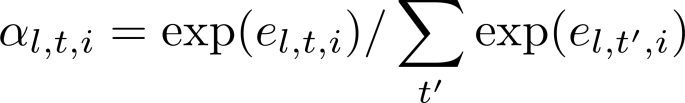 α_{l,t,i} = exp(e_{l,t,i})/ ∑_{t′} exp(e_{l,t′,i})